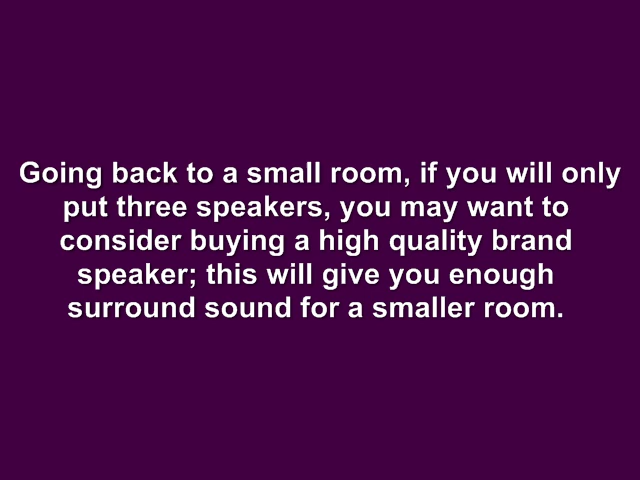 Going back to a small room, if you will only
put three speakers, you may want to
consider buying a high quality brand
speaker; this will give you enough
surround sound for a smaller room.